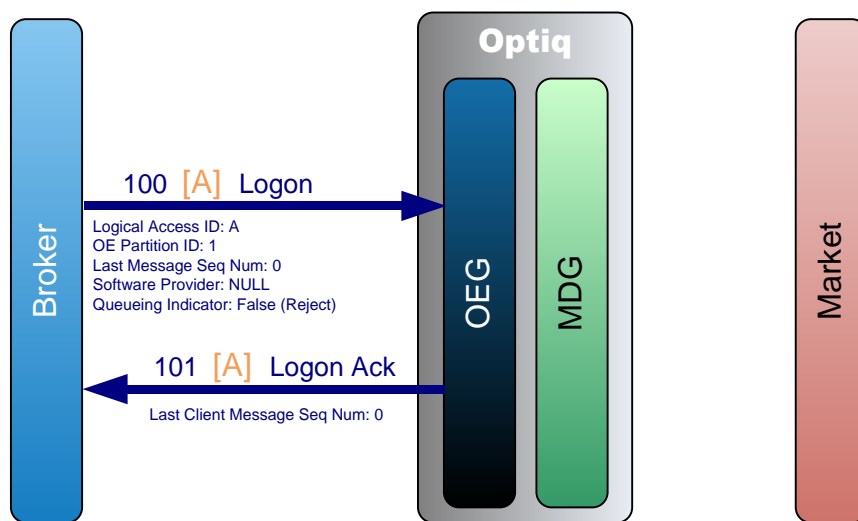 Optiq
Broker
100 [A] Logon
Logical Access ID: A
OE Partition ID: 1
Last Message Seq Num: 0
Software Provider: NULL
Queueing Indicator: False (Reject)
OEG
MDG
Market
101 [A] Logon Ack
Last Client Message Seq Num: 0